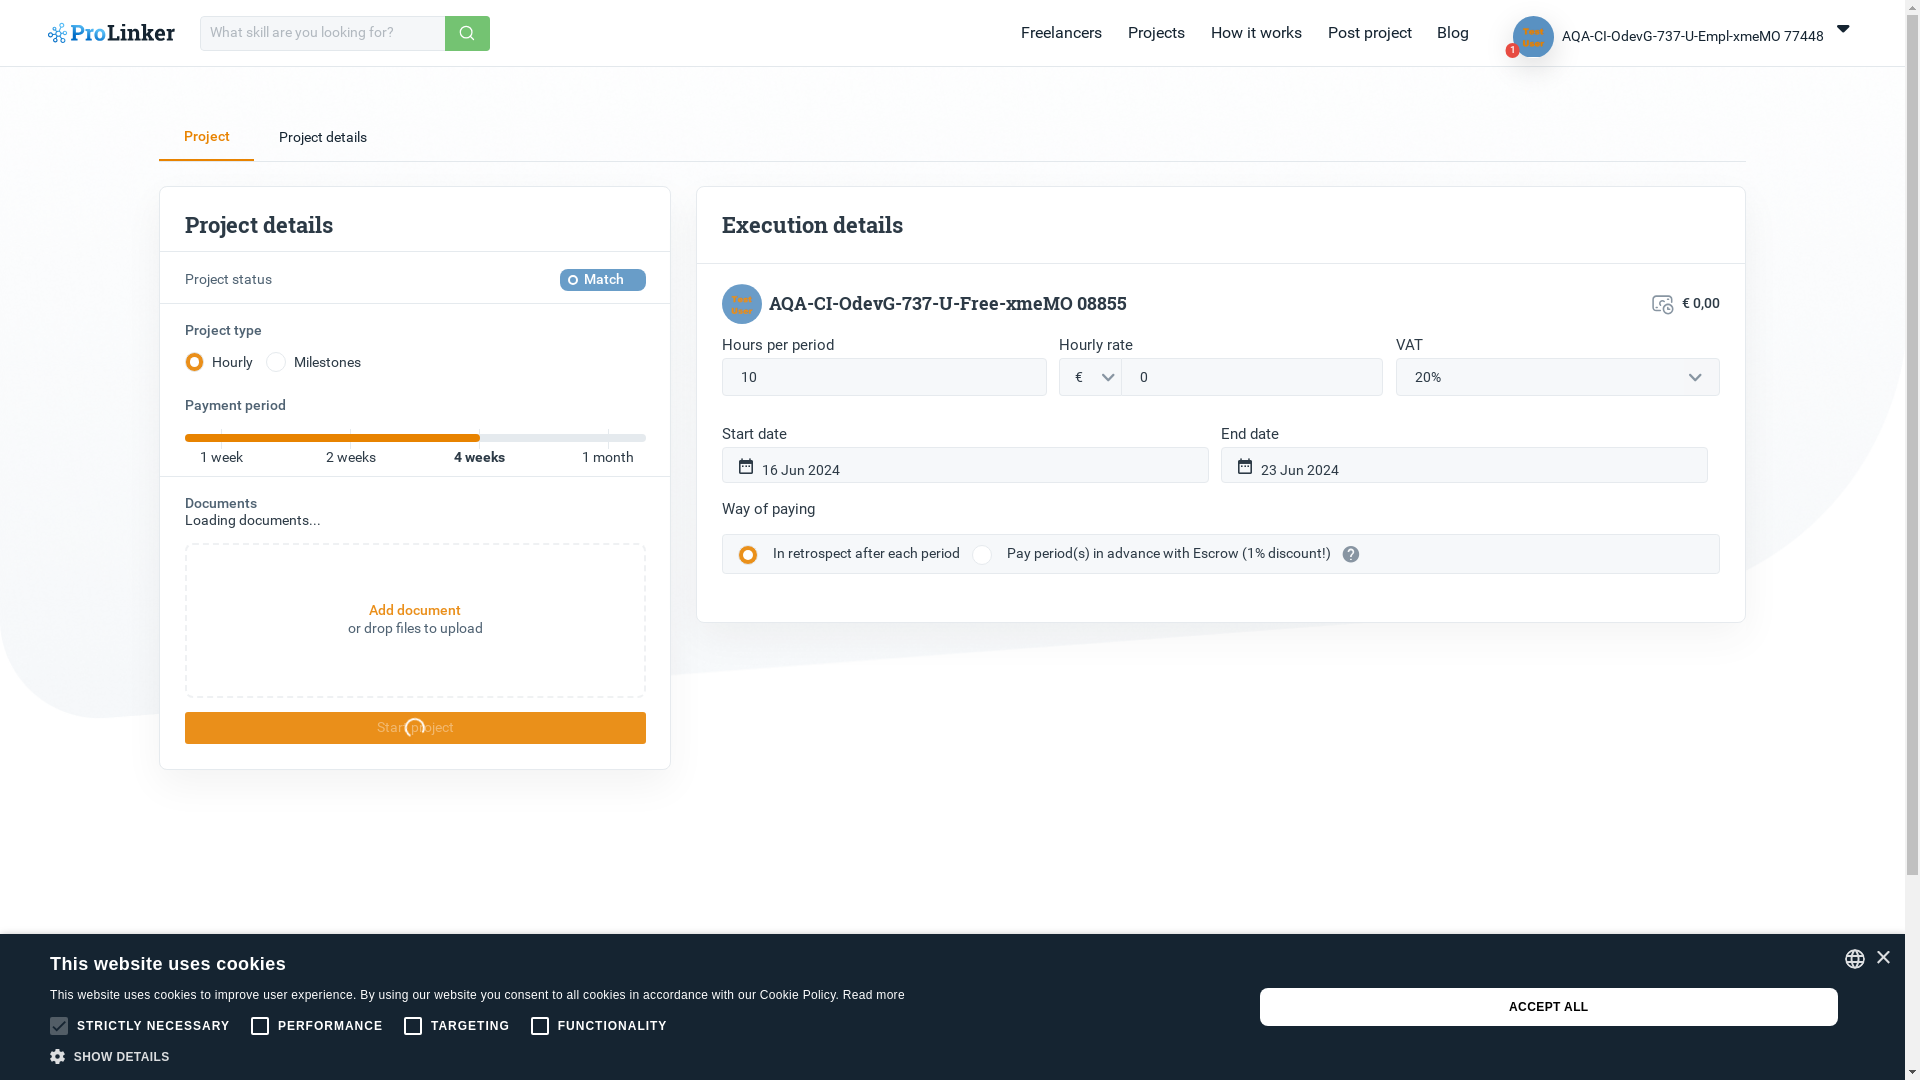 ProLinker
What skill are you looking for?
Freelancers
Projects
How it works
Post project
Blog
Test
User
1
AQA-CI-OdevG-737-U-Empl-xmeMO 77448
Project
Project details
Project details
Project status
Match
Project type
Hourly
Milestones
Payment period
1 week
2 weeks
4 weeks
1 month
Documents
Loading documents...
Add document
or drop files to upload
Start project
Execution details
Test
User
AQA-CI-OdevG-737-U-Free-xmeMO 08855
€ 0,00
Hours per period
Hourly rate
VAT
10
€
0
20%
Start date
End date
16 Jun 2024
23 Jun 2024
Way of paying
In retrospect after each period
Pay period(s) in advance with Escrow (1% discount!)
?
This website uses cookies
This website uses cookies to improve user experience. By using our website you consent to all cookies in accordance with our Cookie Policy. Read more
STRICTLY NECESSARY
PERFORMANCE
TARGETING
FUNCTIONALITY
SHOW DETAILS
ACCEPT ALL